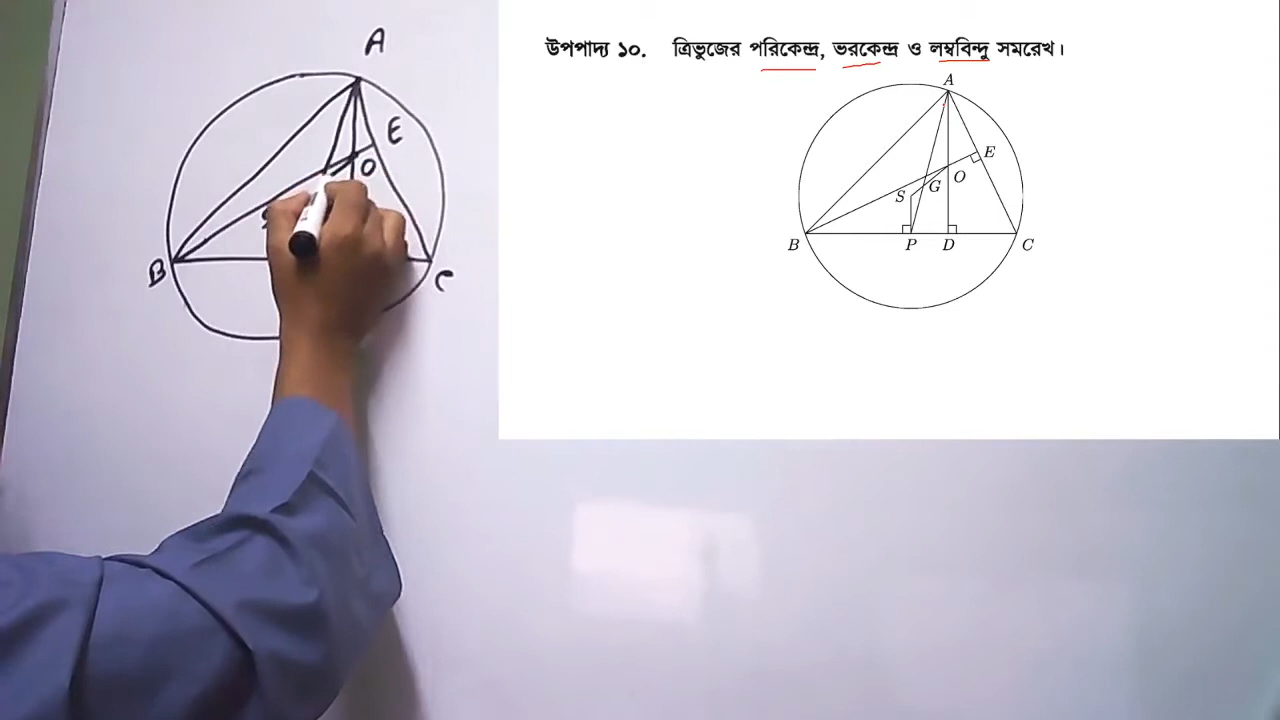 উপপাদ্য ১০. ত্রিভুজের পরিকেন্দ্র, ভরকেন্দ্র ও লম্ববিন্দু সমরেখ।
A
E
O
G
S
B
P
D
C
A
E
O
B
C